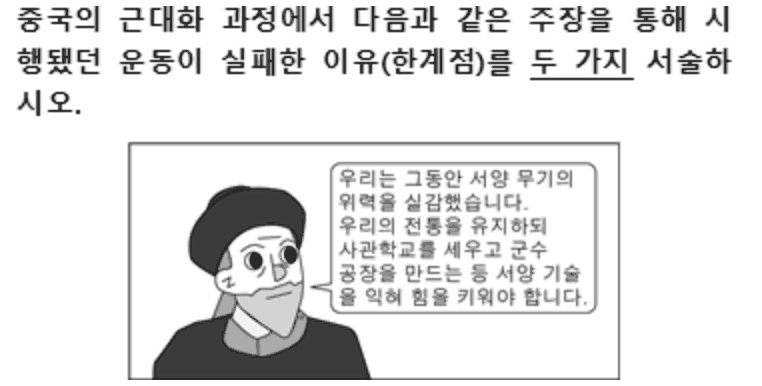 중국의 근대화 과정에서 다음과 같은 주장을 통해 시
행됐던 운동이 실패한 이유(한계점)를 두 가지 서술하
시오.
우리는 그동안 서양 무기의
위력을 실감했습니다.
우리의 전통을 유지하되
사관학교를 세우고 군수
공장을 만드는 등 서양 기술
을 익혀 힘을 키워야 합니다.